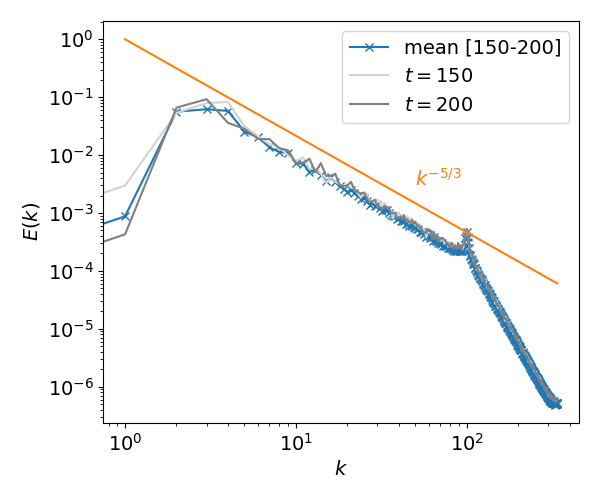 mean [150-200]
t = 150
t = 200
k^{-5/3}
E(k)
10^0
10^{-1}
10^{-2}
10^{-3}
10^{-4}
10^{-5}
10^{-6}
10^0 10^1 10^2
k